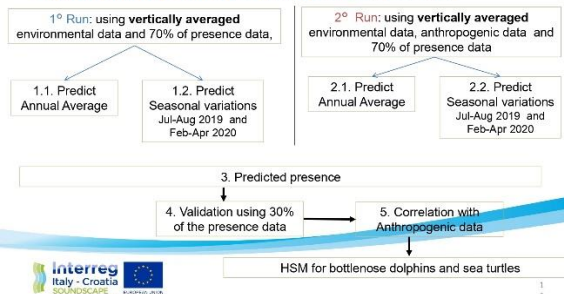 1° Run: using vertically averaged
environmental data and 70% of presence data,
2° Run: using vertically averaged
environmental data, anthropogenic data and
70% of presence data
1.1. Predict
Annual Average
1.2. Predict
Seasonal variations
Jul-Aug 2019 and
Feb-Apr 2020
2.1. Predict
Annual Average
2.2. Predict
Seasonal variations
Jul-Aug 2019 and
Feb-Apr 2020
3. Predicted presence
4. Validation using 30%
of the presence data
5. Correlation with
Anthropogenic data
HSM for bottlenose dolphins and sea turtles
Interreg
Italy - Croatia
SOUNDSCAPE
EUROPEAN UNION
1